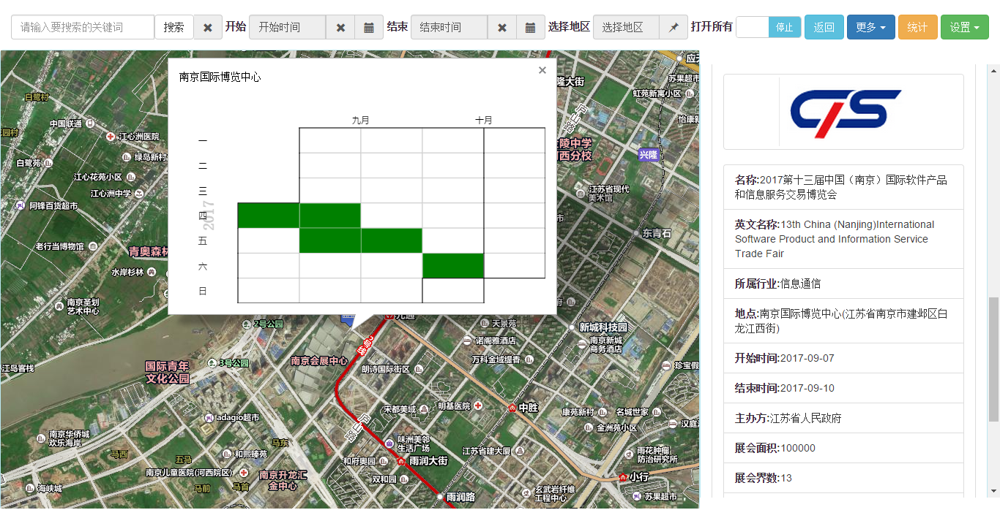 请输入要搜索的关键词 搜索 开始 开始时间 结束 结束时间 选择地区 选择地区 打开所有 停止 返回 更多 统计 设置
南京国际博览中心
九月 十月
一
二
三
四
五
六
日
2017
白鹭村
中国联通
江心洲医院
白鹭苑
绿岛新村
江心花苑小区
江心洲中学
阿锋百货超市
老行当博物馆
青奥森林
水岸杉林
南京圣划
艺术中心
隆大街
苏果超市
虹苑新寓小区
怡康新
兴隆
江苏省现代
美术馆
东青石
2号公园
元通
天景苑
新城科技园
诺阁雅酒店
南京新城
商务酒店
3号公园
南京会展中心
2号线
万科金域缇香
国际青年
文化公园
朗诗国际街区
珍宝假
江岛客栈
宋都美域
明基医院
中胜
康苑新村
名城世家
adagio超市
金洲苑小区
汉庭
南京华侨城
欢乐海岸
马东
味洲美邻
生活广场
江苏省建大厦
雨花肿瘤
防治研究所
马西
五马
和熙臻苑
和府奥园
雨润大街
南京儿童医院(河西院区)
南京升龙汇
金中心
双和园
小行
海峡城
马前
马首
雨润路
玄武岩纤维
工程中心
苏果超市
CIS
名称:2017第十三届中国（南京）国际软件产品
和信息服务交易博览会
英文名称:13th China (Nanjing)International
Software Product and Information Service
Trade Fair
所属行业:信息通信
地点:南京国际博览中心(江苏省南京市建邺区白
龙江西街)
开始时间:2017-09-07
结束时间:2017-09-10
主办方:江苏省人民政府
展会面积:100000
展会界数:13